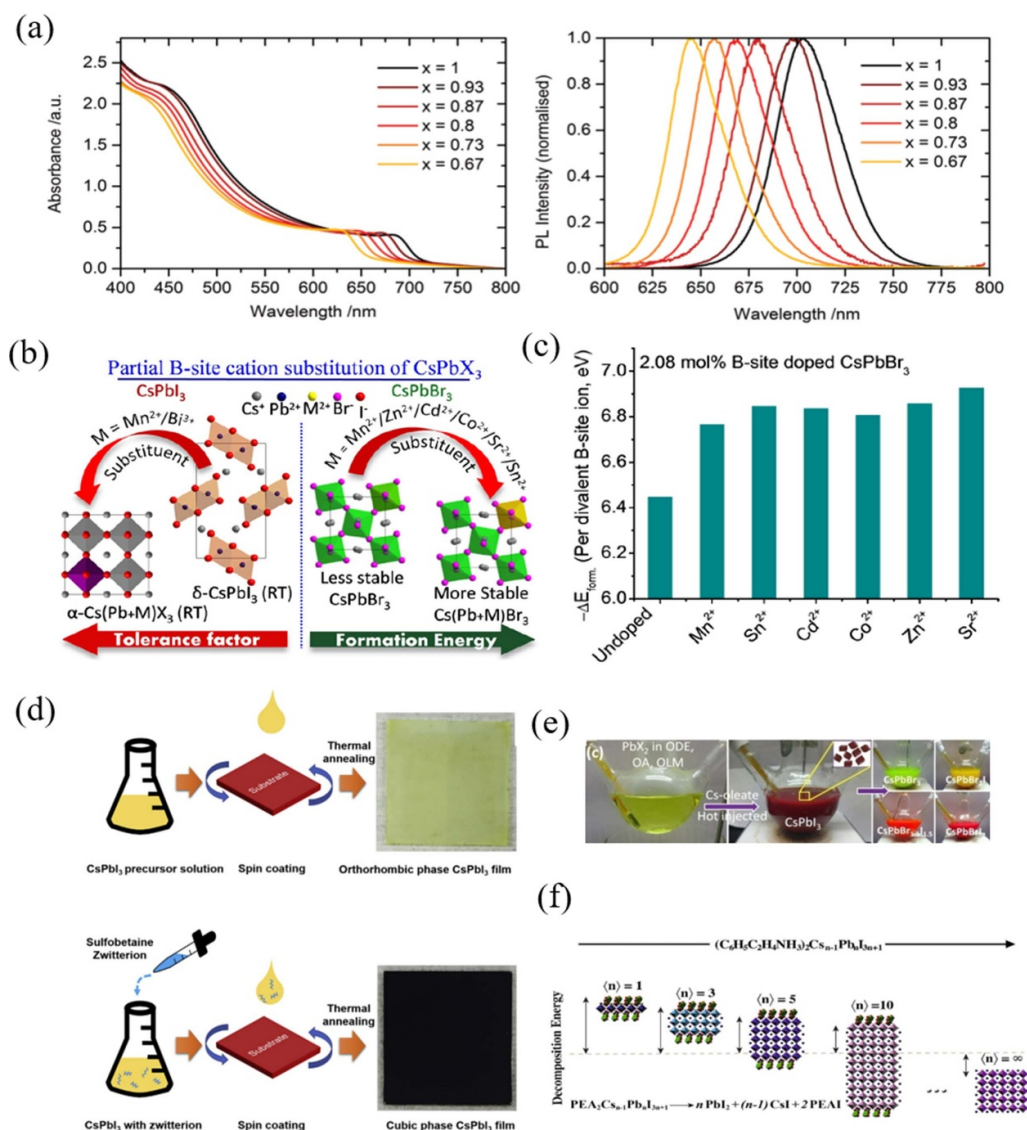 (a)
2.5
2.0
1.5
1.0
0.5
0.0
Absorbance /a.u.
x = 1
x = 0.93
x = 0.87
x = 0.8
x = 0.73
x = 0.67
400 450 500 550 600 650 700 750 800
Wavelength /nm
1.0
0.8
0.6
0.4
0.2
0
PL Intensity (normalised)
x = 1
x = 0.93
x = 0.87
x = 0.8
x = 0.73
x = 0.67
600 625 650 675 700 725 750 775 800
Wavelength /nm
(b)
Partial B-site cation substitution of CsPbX₃
CsPbI₃
CsPbBr₃
Cs⁺ Pb²⁺ M²⁺ Br⁻ I⁻
M = Mn²⁺/Bi³⁺
Substituent
M = Mn²⁺/Zn²⁺/Cd²⁺/Co²⁺/Sr²⁺/Sn²⁺
Substituent
α-Cs(Pb+M)X₃ (RT)
δ-CsPbI₃ (RT)
Less stable
CsPbBr₃
More Stable
Cs(Pb+M)Br₃
Tolerance factor
Formation Energy
(c)
2.08 mol% B-site doped CsPbBr₃
7.0
6.8
6.6
6.4
6.2
6.0
−ΔE form. (Per divalent B-site ion, eV)
Undoped Mn²⁺ Sn²⁺ Cd²⁺ Co²⁺ Zn²⁺ Sr²⁺
(d)
Substrate
Thermal
annealing
CsPbI₃ precursor solution
Spin coating
Orthorhombic phase CsPbI₃ film
Sulfobetaine
Zwitterion
Substrate
Thermal
annealing
CsPbI₃ with zwitterion
Spin coating
Cubic phase CsPbI₃ film
(e)
(c)
PbX₂ in ODE,
OA, OLM
Cs-oleate
Hot injected
CsPbI₃
(f)
(C₆H₅C₂H₄NH₃)₂Csₙ₋₁PbₙI₃ₙ₊₁
Decomposition Energy
⟨n⟩ = 1
⟨n⟩ = 3
⟨n⟩ = 5
⟨n⟩ = 10
⟨n⟩ = ∞
PEA₂Csₙ₋₁PbₙI₃ₙ₊₁ ⟶ n PbI₂ + (n-1) CsI + 2 PEAI